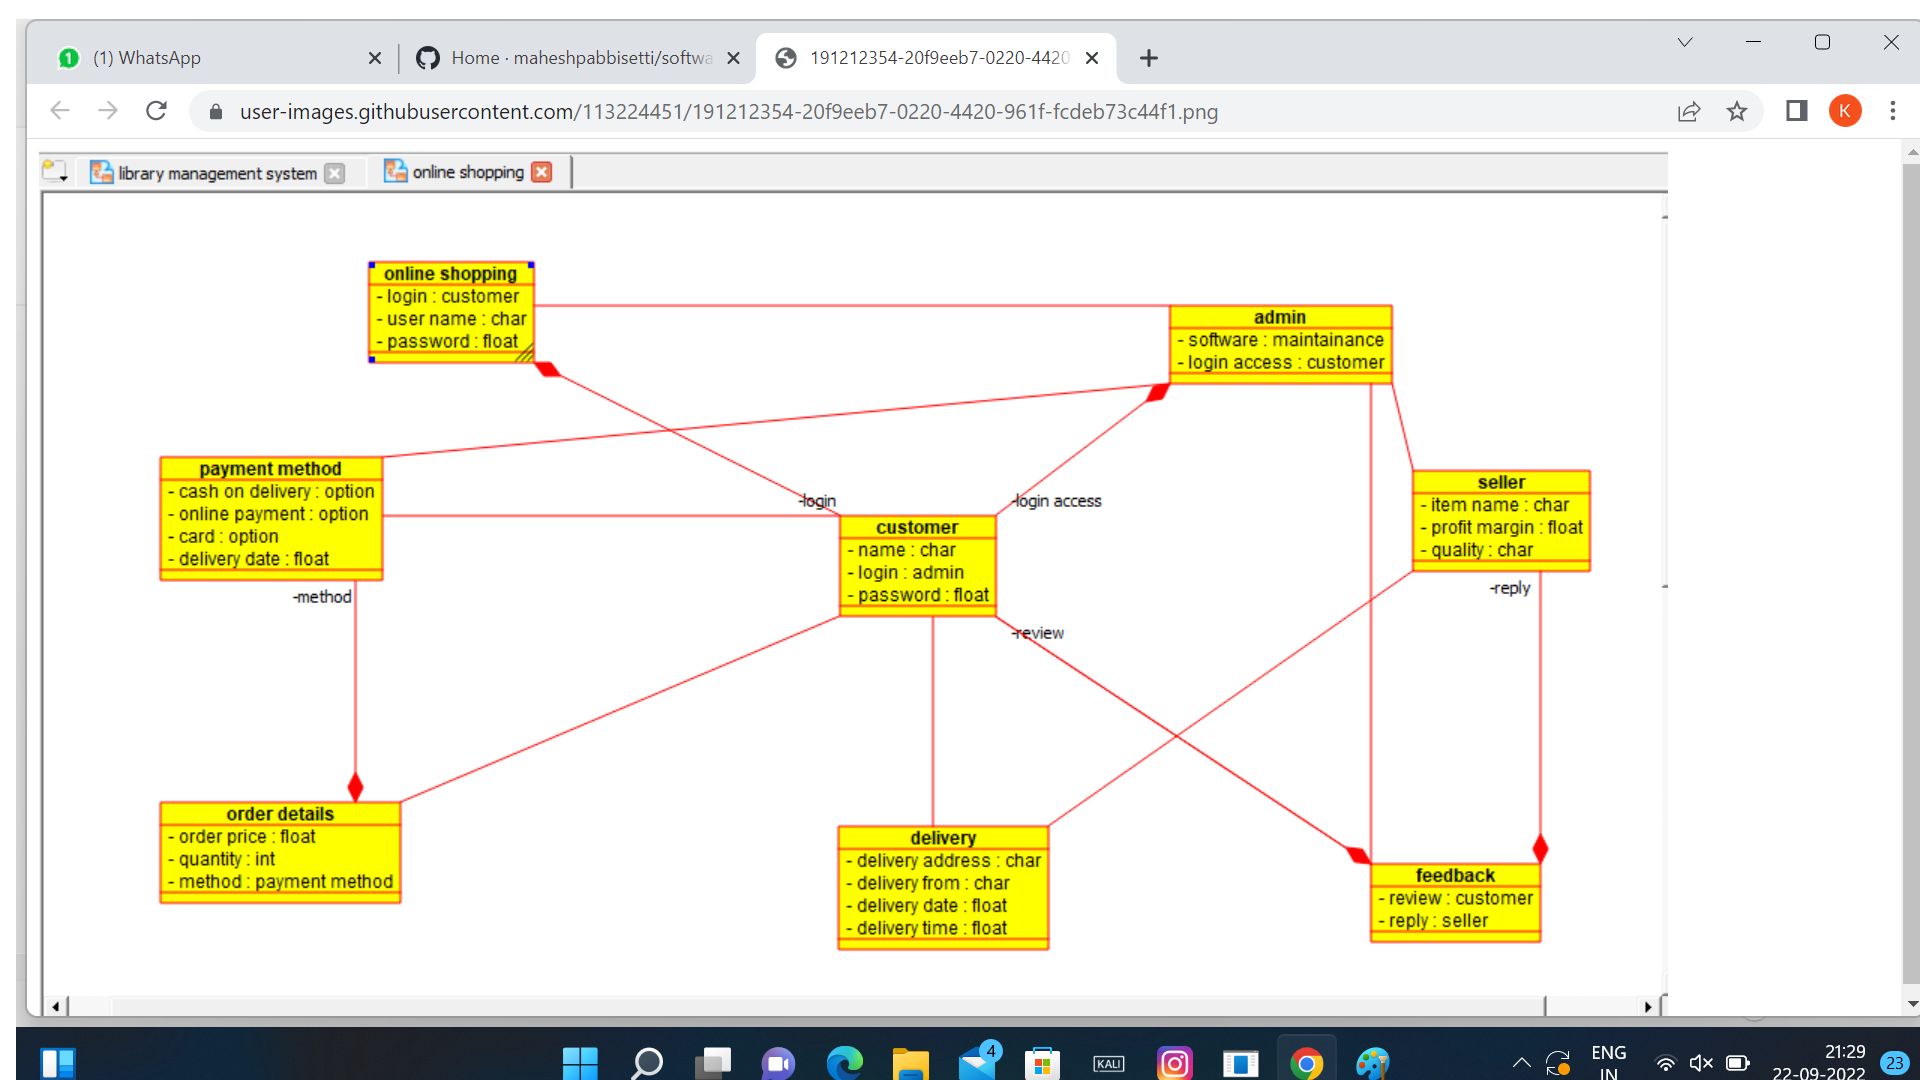 1 (1) WhatsApp
Home · maheshpabbisetti/softwa
191212354-20f9eeb7-0220-4420
user-images.githubusercontent.com/113224451/191212354-20f9eeb7-0220-4420-961f-fcdeb73c44f1.png
K
library management system
online shopping
online shopping
- login : customer
- user name : char
- password : float
admin
- software : maintainance
- login access : customer
payment method
- cash on delivery : option
- online payment : option
- card : option
- delivery date : float
-login
-login access
customer
- name : char
- login : admin
- password : float
seller
- item name : char
- profit margin : float
- quality : char
-method
-reply
-review
order details
- order price : float
- quantity : int
- method : payment method
delivery
- delivery address : char
- delivery from : char
- delivery date : float
- delivery time : float
feedback
- review : customer
- reply : seller
4
KALI
ENG
IN
21:29
22-09-2022
23